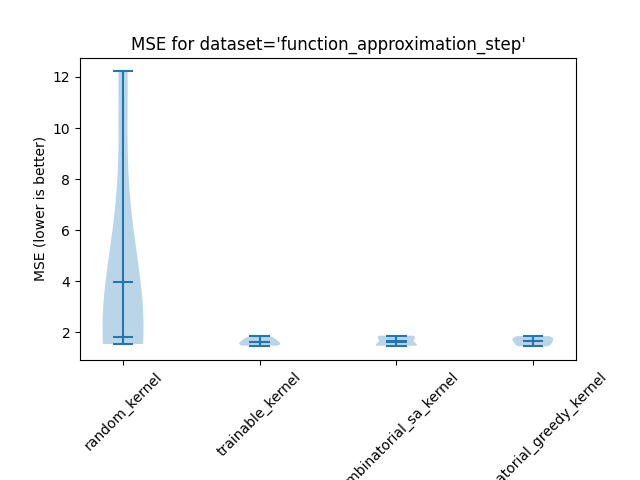 MSE for dataset='function_approximation_step'
MSE (lower is better)
12
10
8
6
4
2
random_kernel
trainable_kernel
mbinatorial_sa_kernel
atorial_greedy_kernel